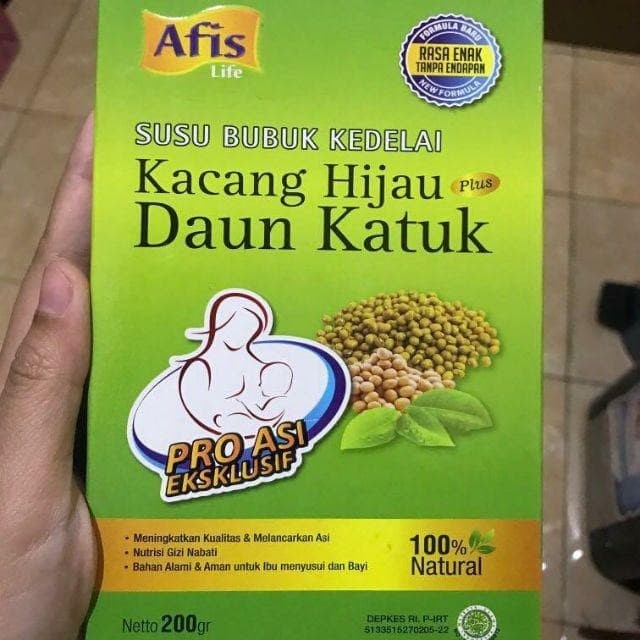 Afis
Life
FORMULA BARU
RASA ENAK
TANPA ENDAPAN
NEW FORMULA
SUSU BUBUK KEDELAI
Kacang Hijau Plus
Daun Katuk
PRO ASI
EKSKLUSIF
• Meningkatkan Kualitas & Melancarkan Asi
• Nutrisi Gizi Nabati
• Bahan Alami & Aman untuk Ibu menyusui dan Bayi
100%
Natural
Netto 200gr
DEPKES RI. P-IRT
5133515270205-22